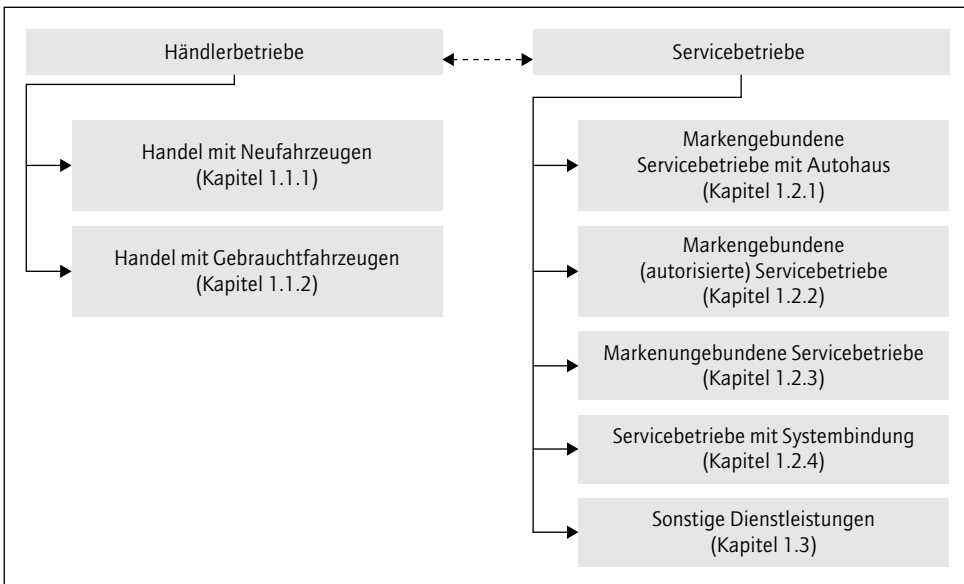 Händlerbetriebe
Handel mit Neufahrzeugen
(Kapitel 1.1.1)
Handel mit Gebrauchtfahrzeugen
(Kapitel 1.1.2)
Servicebetriebe
Markengebundene
Servicebetriebe mit Autohaus
(Kapitel 1.2.1)
Markengebundene
(autorisierte) Servicebetriebe
(Kapitel 1.2.2)
Markenungebundene Servicebetriebe
(Kapitel 1.2.3)
Servicebetriebe mit Systembindung
(Kapitel 1.2.4)
Sonstige Dienstleistungen
(Kapitel 1.3)